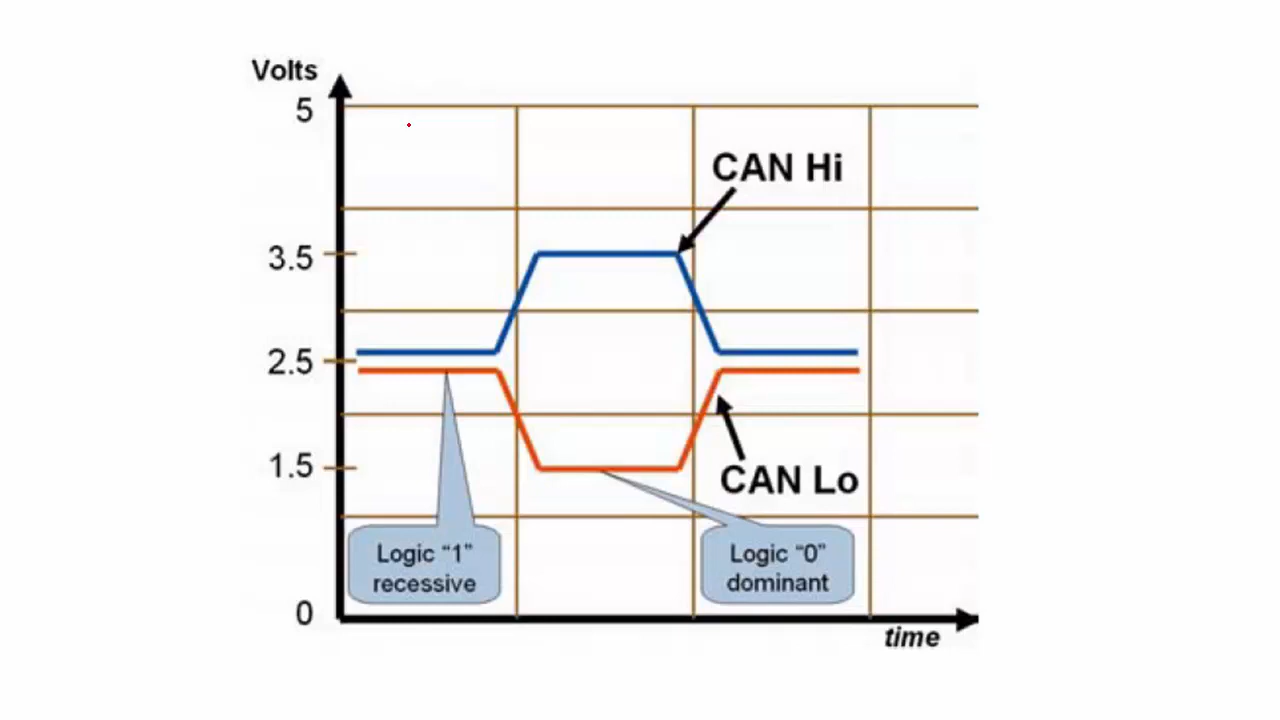 Volts
5
CAN Hi
3.5
2.5
1.5
CAN Lo
Logic “1”
recessive
Logic “0”
dominant
0
time